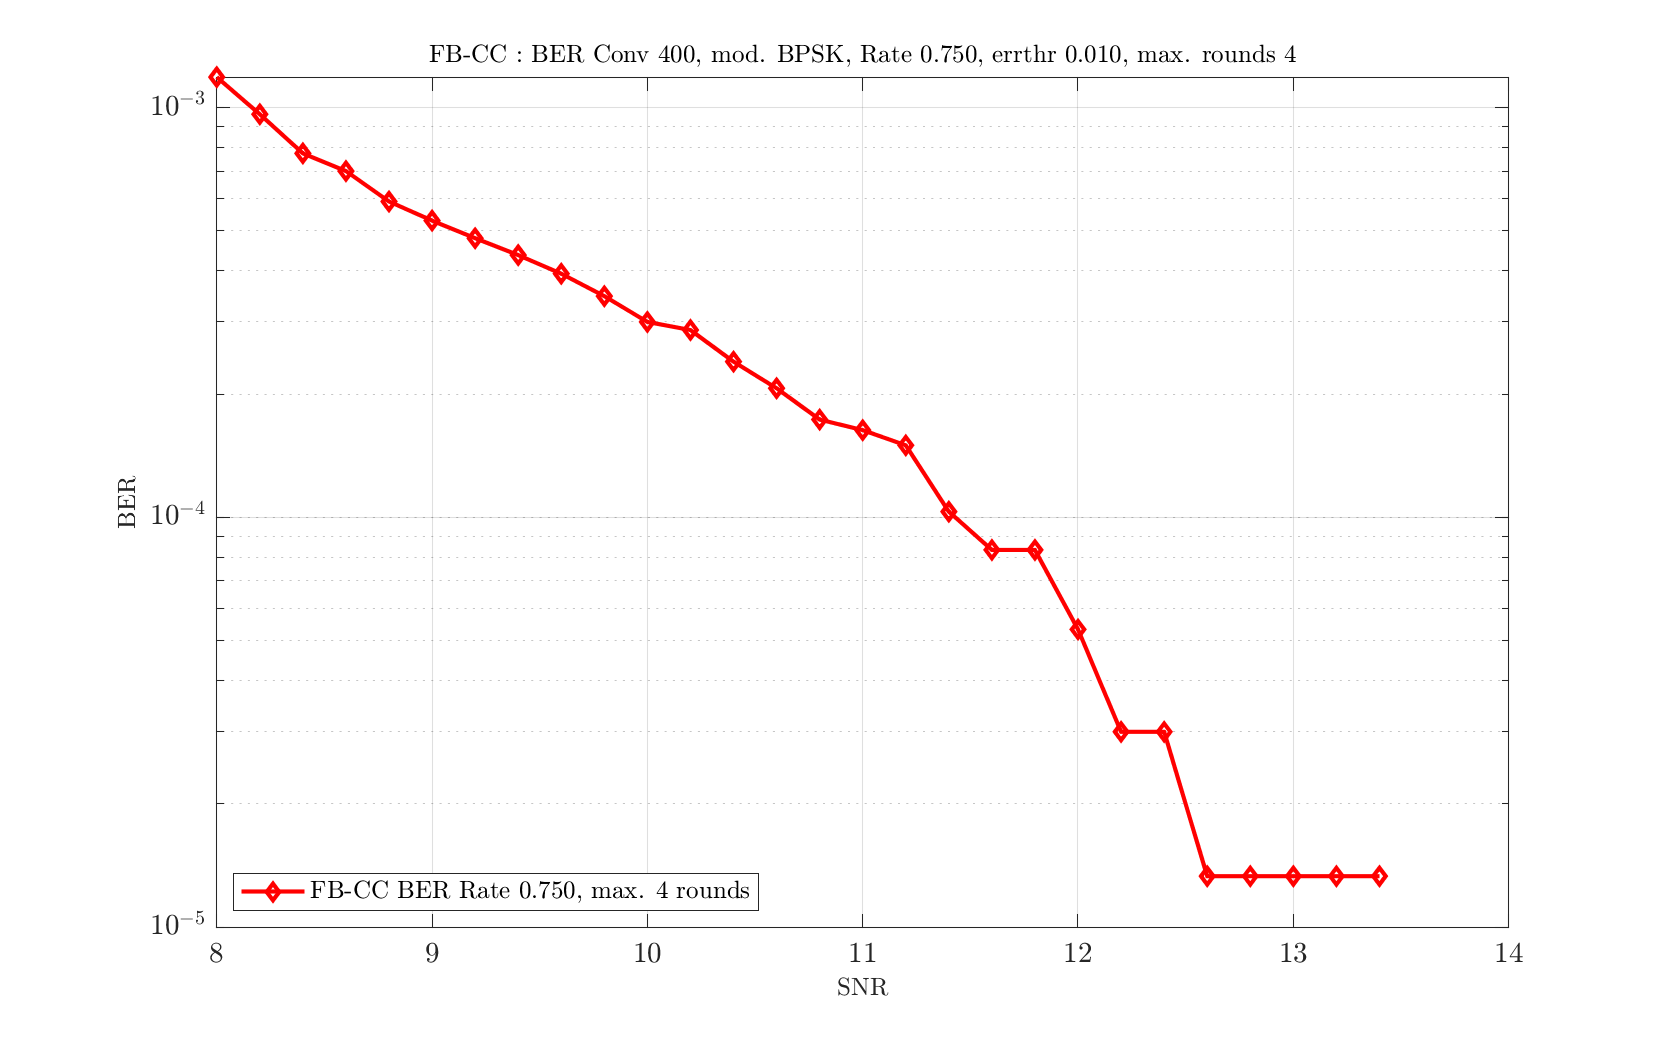 FB-CC : BER Conv 400, mod. BPSK, Rate 0.750, errthr 0.010, max. rounds 4
10⁻³
10⁻⁴
10⁻⁵
BER
FB-CC BER Rate 0.750, max. 4 rounds
8 9 10 11 12 13 14
SNR